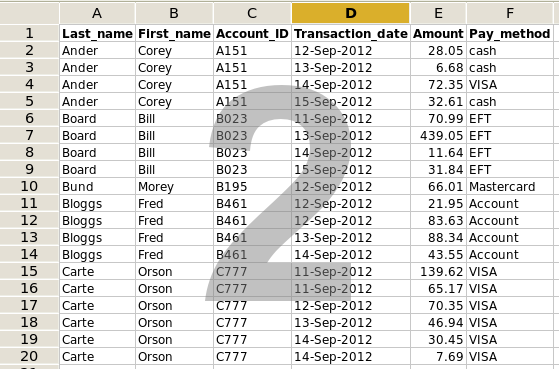 A B C D E F
1 Last_name First_name Account_ID Transaction_date Amount Pay_method
2 Ander Corey A151 12-Sep-2012 28.05 cash
3 Ander Corey A151 13-Sep-2012 6.68 cash
4 Ander Corey A151 14-Sep-2012 72.35 VISA
5 Ander Corey A151 15-Sep-2012 32.61 cash
6 Board Bill B023 11-Sep-2012 70.99 EFT
7 Board Bill B023 13-Sep-2012 439.05 EFT
8 Board Bill B023 14-Sep-2012 11.64 EFT
9 Board Bill B023 15-Sep-2012 31.84 EFT
10 Bund Morey B195 12-Sep-2012 66.01 Mastercard
11 Bloggs Fred B461 12-Sep-2012 21.95 Account
12 Bloggs Fred B461 12-Sep-2012 83.63 Account
13 Bloggs Fred B461 13-Sep-2012 88.34 Account
14 Bloggs Fred B461 14-Sep-2012 43.55 Account
15 Carte Orson C777 11-Sep-2012 139.62 VISA
16 Carte Orson C777 11-Sep-2012 65.17 VISA
17 Carte Orson C777 12-Sep-2012 70.35 VISA
18 Carte Orson C777 13-Sep-2012 46.94 VISA
19 Carte Orson C777 14-Sep-2012 30.45 VISA
20 Carte Orson C777 14-Sep-2012 7.69 VISA
2